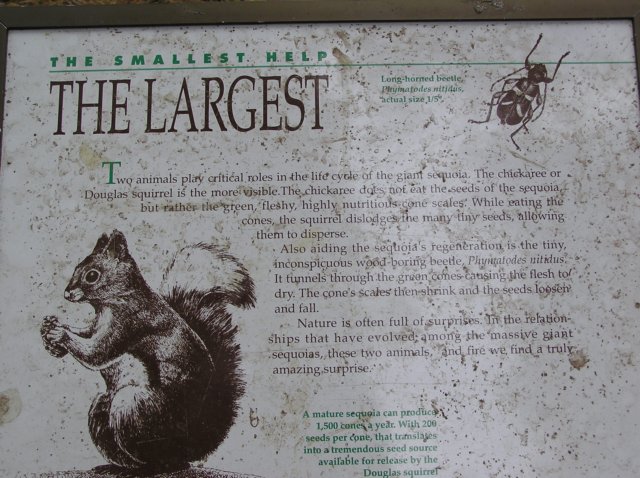 THE SMALLEST HELP
THE LARGEST
Long-horned beetle,
Phymatodes nitidus,
actual size 1/5".
Two animals play critical roles in the life cycle of the giant sequoia. The chickaree or
Douglas squirrel is the more visible. The chickaree does not eat the seeds of the sequoia,
but rather the green, fleshy, highly nutritious cone scales. While eating the
cones, the squirrel dislodges the many tiny seeds, allowing
them to disperse.
Also aiding the sequoia's regeneration is the tiny,
inconspicuous wood-boring beetle, Phymatodes nitidus.
It tunnels through the green cones causing the flesh to
dry. The cone's scales then shrink and the seeds loosen
and fall.
Nature is often full of surprises. In the relation-
ships that have evolved among the massive giant
sequoias, these two animals, and fire we find a truly
amazing surprise.
A mature sequoia can produce
1,500 cones a year. With 200
seeds per cone, that translates
into a tremendous seed source
available for release by the
Douglas squirrel